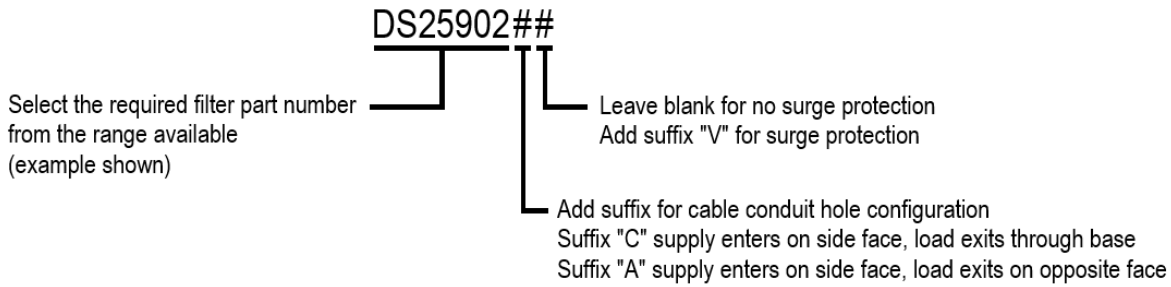 DS25902##
Select the required filter part number
from the range available
(example shown)
Leave blank for no surge protection
Add suffix "V" for surge protection
Add suffix for cable conduit hole configuration
Suffix "C" supply enters on side face, load exits through base
Suffix "A" supply enters on side face, load exits on opposite face